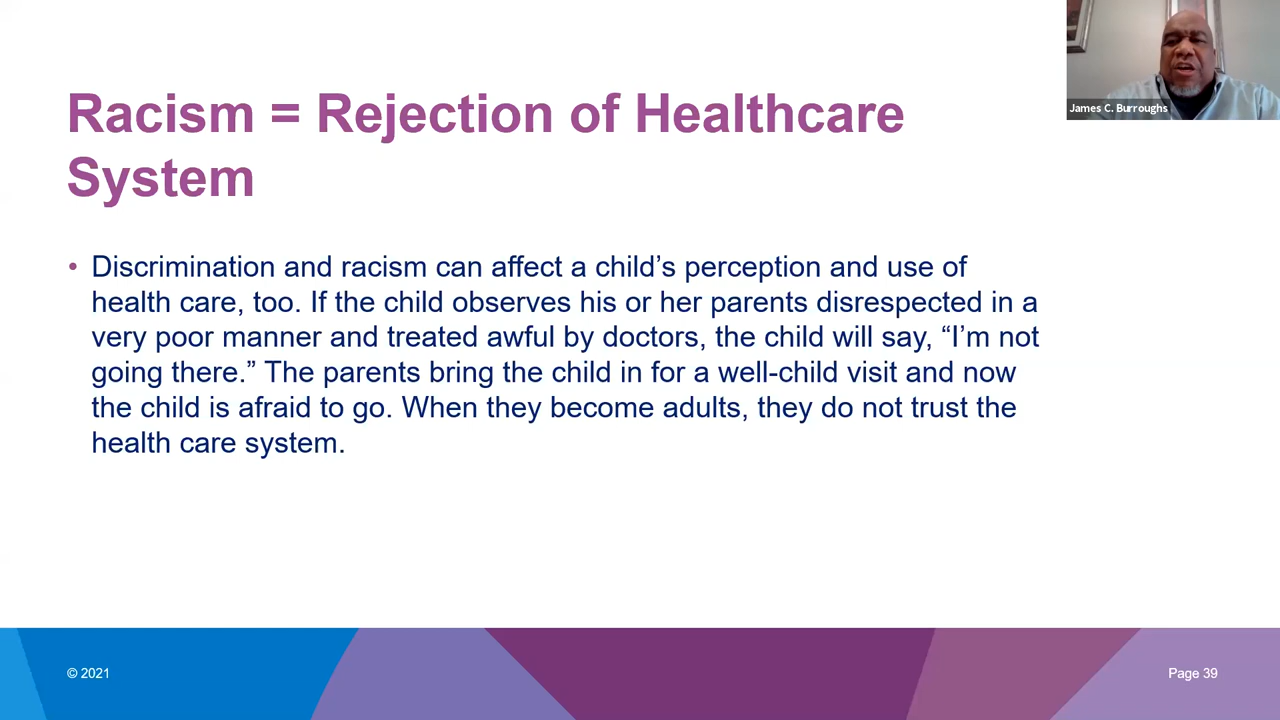 James C. Burroughs
Racism = Rejection of Healthcare
System
• Discrimination and racism can affect a child’s perception and use of
health care, too. If the child observes his or her parents disrespected in a
very poor manner and treated awful by doctors, the child will say, “I’m not
going there.” The parents bring the child in for a well-child visit and now
the child is afraid to go. When they become adults, they do not trust the
health care system.
© 2021
Page 39